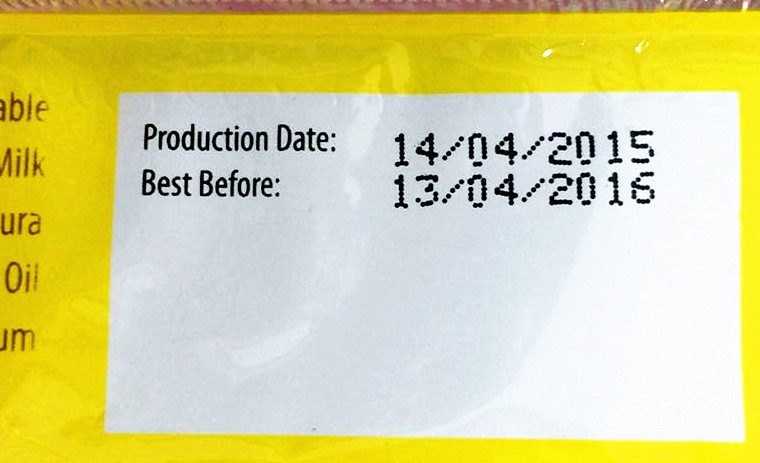 able
Milk
ura
Oil
um
Production Date: 14/04/2015
Best Before: 13/04/2016